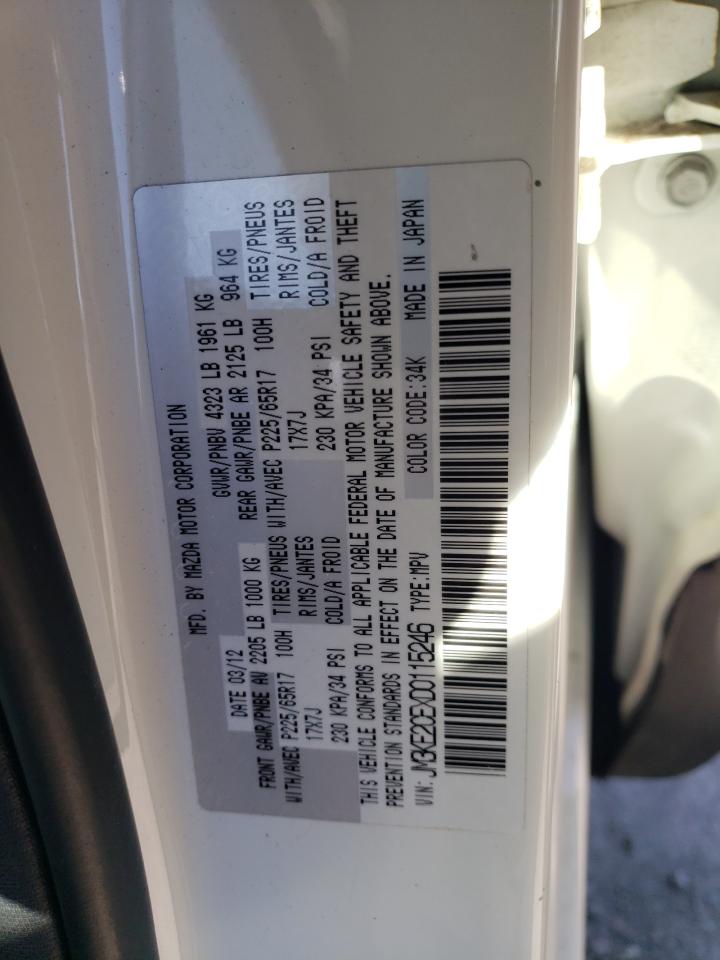 MFD. BY MAZDA MOTOR CORPORATION
DATE 03/12 GVWR/PNBV 4323 LB 1961 KG
FRONT GAWR/PNBE AV 2205 LB 1000 KG REAR GAWR/PNBE AR 2125 LB 964 KG
WITH/AVEC P225/65R17 100H TIRES/PNEUS WITH/AVEC P225/65R17 100H TIRES/PNEUS
17X7J RIMS/JANTES 17X7J RIMS/JANTES
230 KPA/34 PSI COLD/A FROID 230 KPA/34 PSI COLD/A FROID
THIS VEHICLE CONFORMS TO ALL APPLICABLE FEDERAL MOTOR VEHICLE SAFETY AND THEFT
PREVENTION STANDARDS IN EFFECT ON THE DATE OF MANUFACTURE SHOWN ABOVE.
VIN: JM3KE2CEXD0115246 TYPE:MPV COLOR CODE:34K MADE IN JAPAN